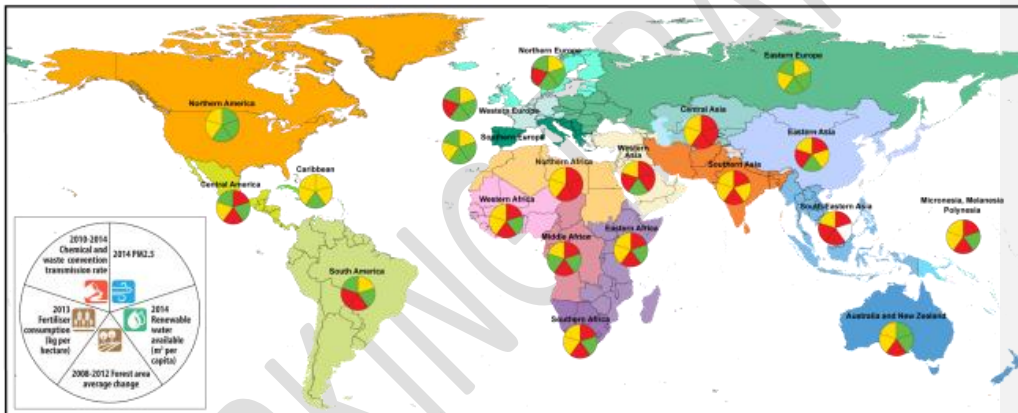 Northern Europe
Eastern Europe
Northern America
Western Europe
Central Asia
Southern Europe
Eastern Asia
Caribbean
Northern Africa
Western
Asia
Southern Asia
Central America
Western Africa
South Eastern Asia
Micronesia, Melanesia
Polynesia
Middle Africa
Eastern Africa
South America
Southern Africa
Australia and New Zealand
2010-2014
Chemical and
waste convention
transmission rate
2014 PM2.5
2013
Fertiliser
consumption
(kg per
hectare)
2014
Renewable
water
available
(m³ per
capita)
2008-2012 Forest area
average change